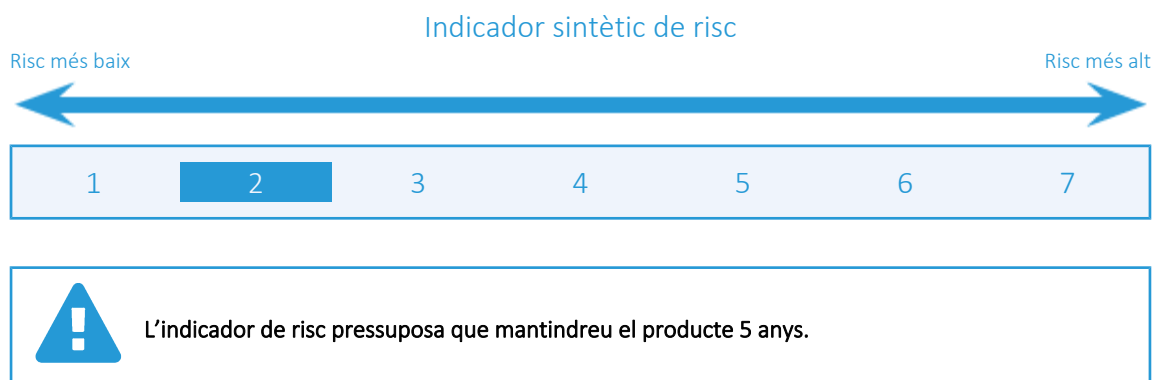 Indicador sintètic de risc
Risc més baix Risc més alt
1 2 3 4 5 6 7
L'indicador de risc pressuposa que mantindreu el producte 5 anys.